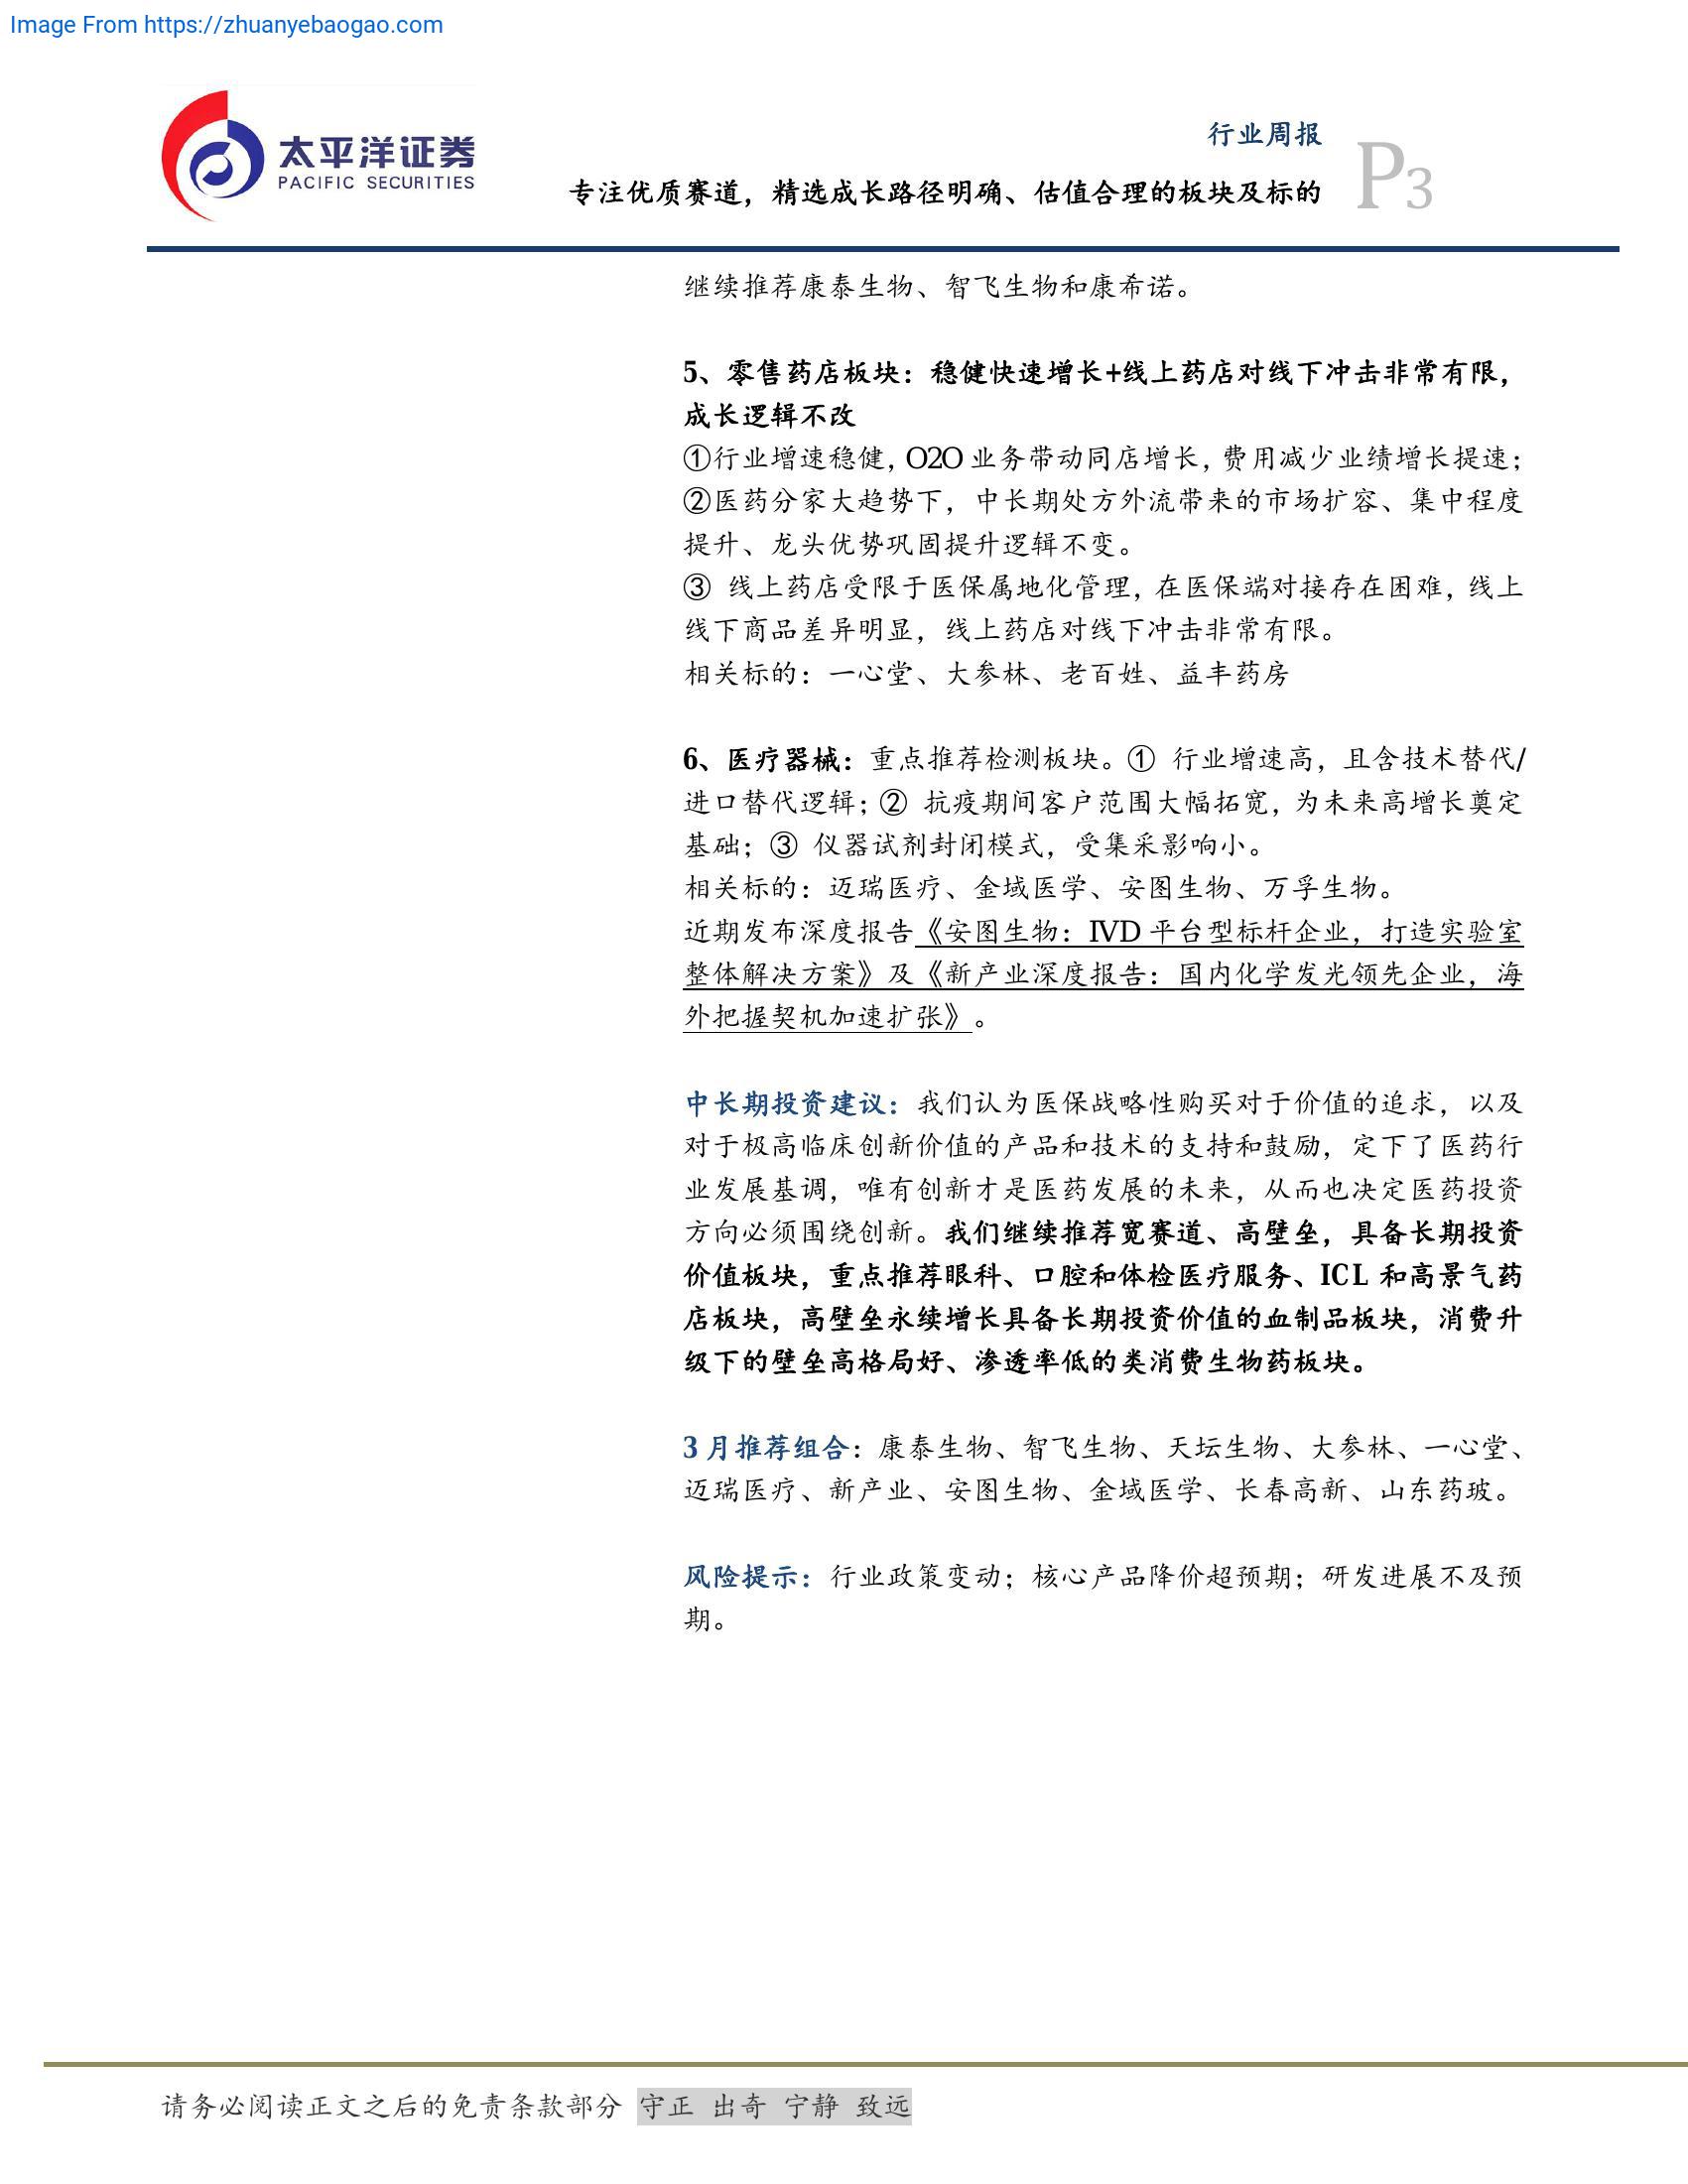 Image From https://zhuanyebaogao.com
太平洋证券
PACIFIC SECURITIES
行业周报
专注优质赛道，精选成长路径明确、估值合理的板块及标的
P3
继续推荐康泰生物、智飞生物和康希诺。
5、零售药店板块：稳健快速增长+线上药店对线下冲击非常有限，
成长逻辑不改
①行业增速稳健，O2O 业务带动同店增长，费用减少业绩增长提速；
②医药分家大趋势下，中长期处方外流带来的市场扩容、集中程度
提升、龙头优势巩固提升逻辑不变。
③ 线上药店受限于医保属地化管理，在医保端对接存在困难，线上
线下商品差异明显，线上药店对线下冲击非常有限。
相关标的：一心堂、大参林、老百姓、益丰药房
6、医疗器械：重点推荐检测板块。① 行业增速高，且含技术替代/
进口替代逻辑；② 抗疫期间客户范围大幅拓宽，为未来高增长奠定
基础；③ 仪器试剂封闭模式，受集采影响小。
相关标的：迈瑞医疗、金域医学、安图生物、万孚生物。
近期发布深度报告《安图生物：IVD 平台型标杆企业，打造实验室
整体解决方案》及《新产业深度报告：国内化学发光领先企业，海
外把握契机加速扩张》。
中长期投资建议：我们认为医保战略性购买对于价值的追求，以及
对于极高临床创新价值的产品和技术的支持和鼓励，定下了医药行
业发展基调，唯有创新才是医药发展的未来，从而也决定医药投资
方向必须围绕创新。我们继续推荐宽赛道、高壁垒，具备长期投资
价值板块，重点推荐眼科、口腔和体检医疗服务、ICL 和高景气药
店板块，高壁垒永续增长具备长期投资价值的血制品板块，消费升
级下的壁垒高格局好、渗透率低的类消费生物药板块。
3 月推荐组合：康泰生物、智飞生物、天坛生物、大参林、一心堂、
迈瑞医疗、新产业、安图生物、金域医学、长春高新、山东药玻。
风险提示：行业政策变动；核心产品降价超预期；研发进展不及预
期。
请务必阅读正文之后的免责条款部分 守正 出奇 宁静 致远